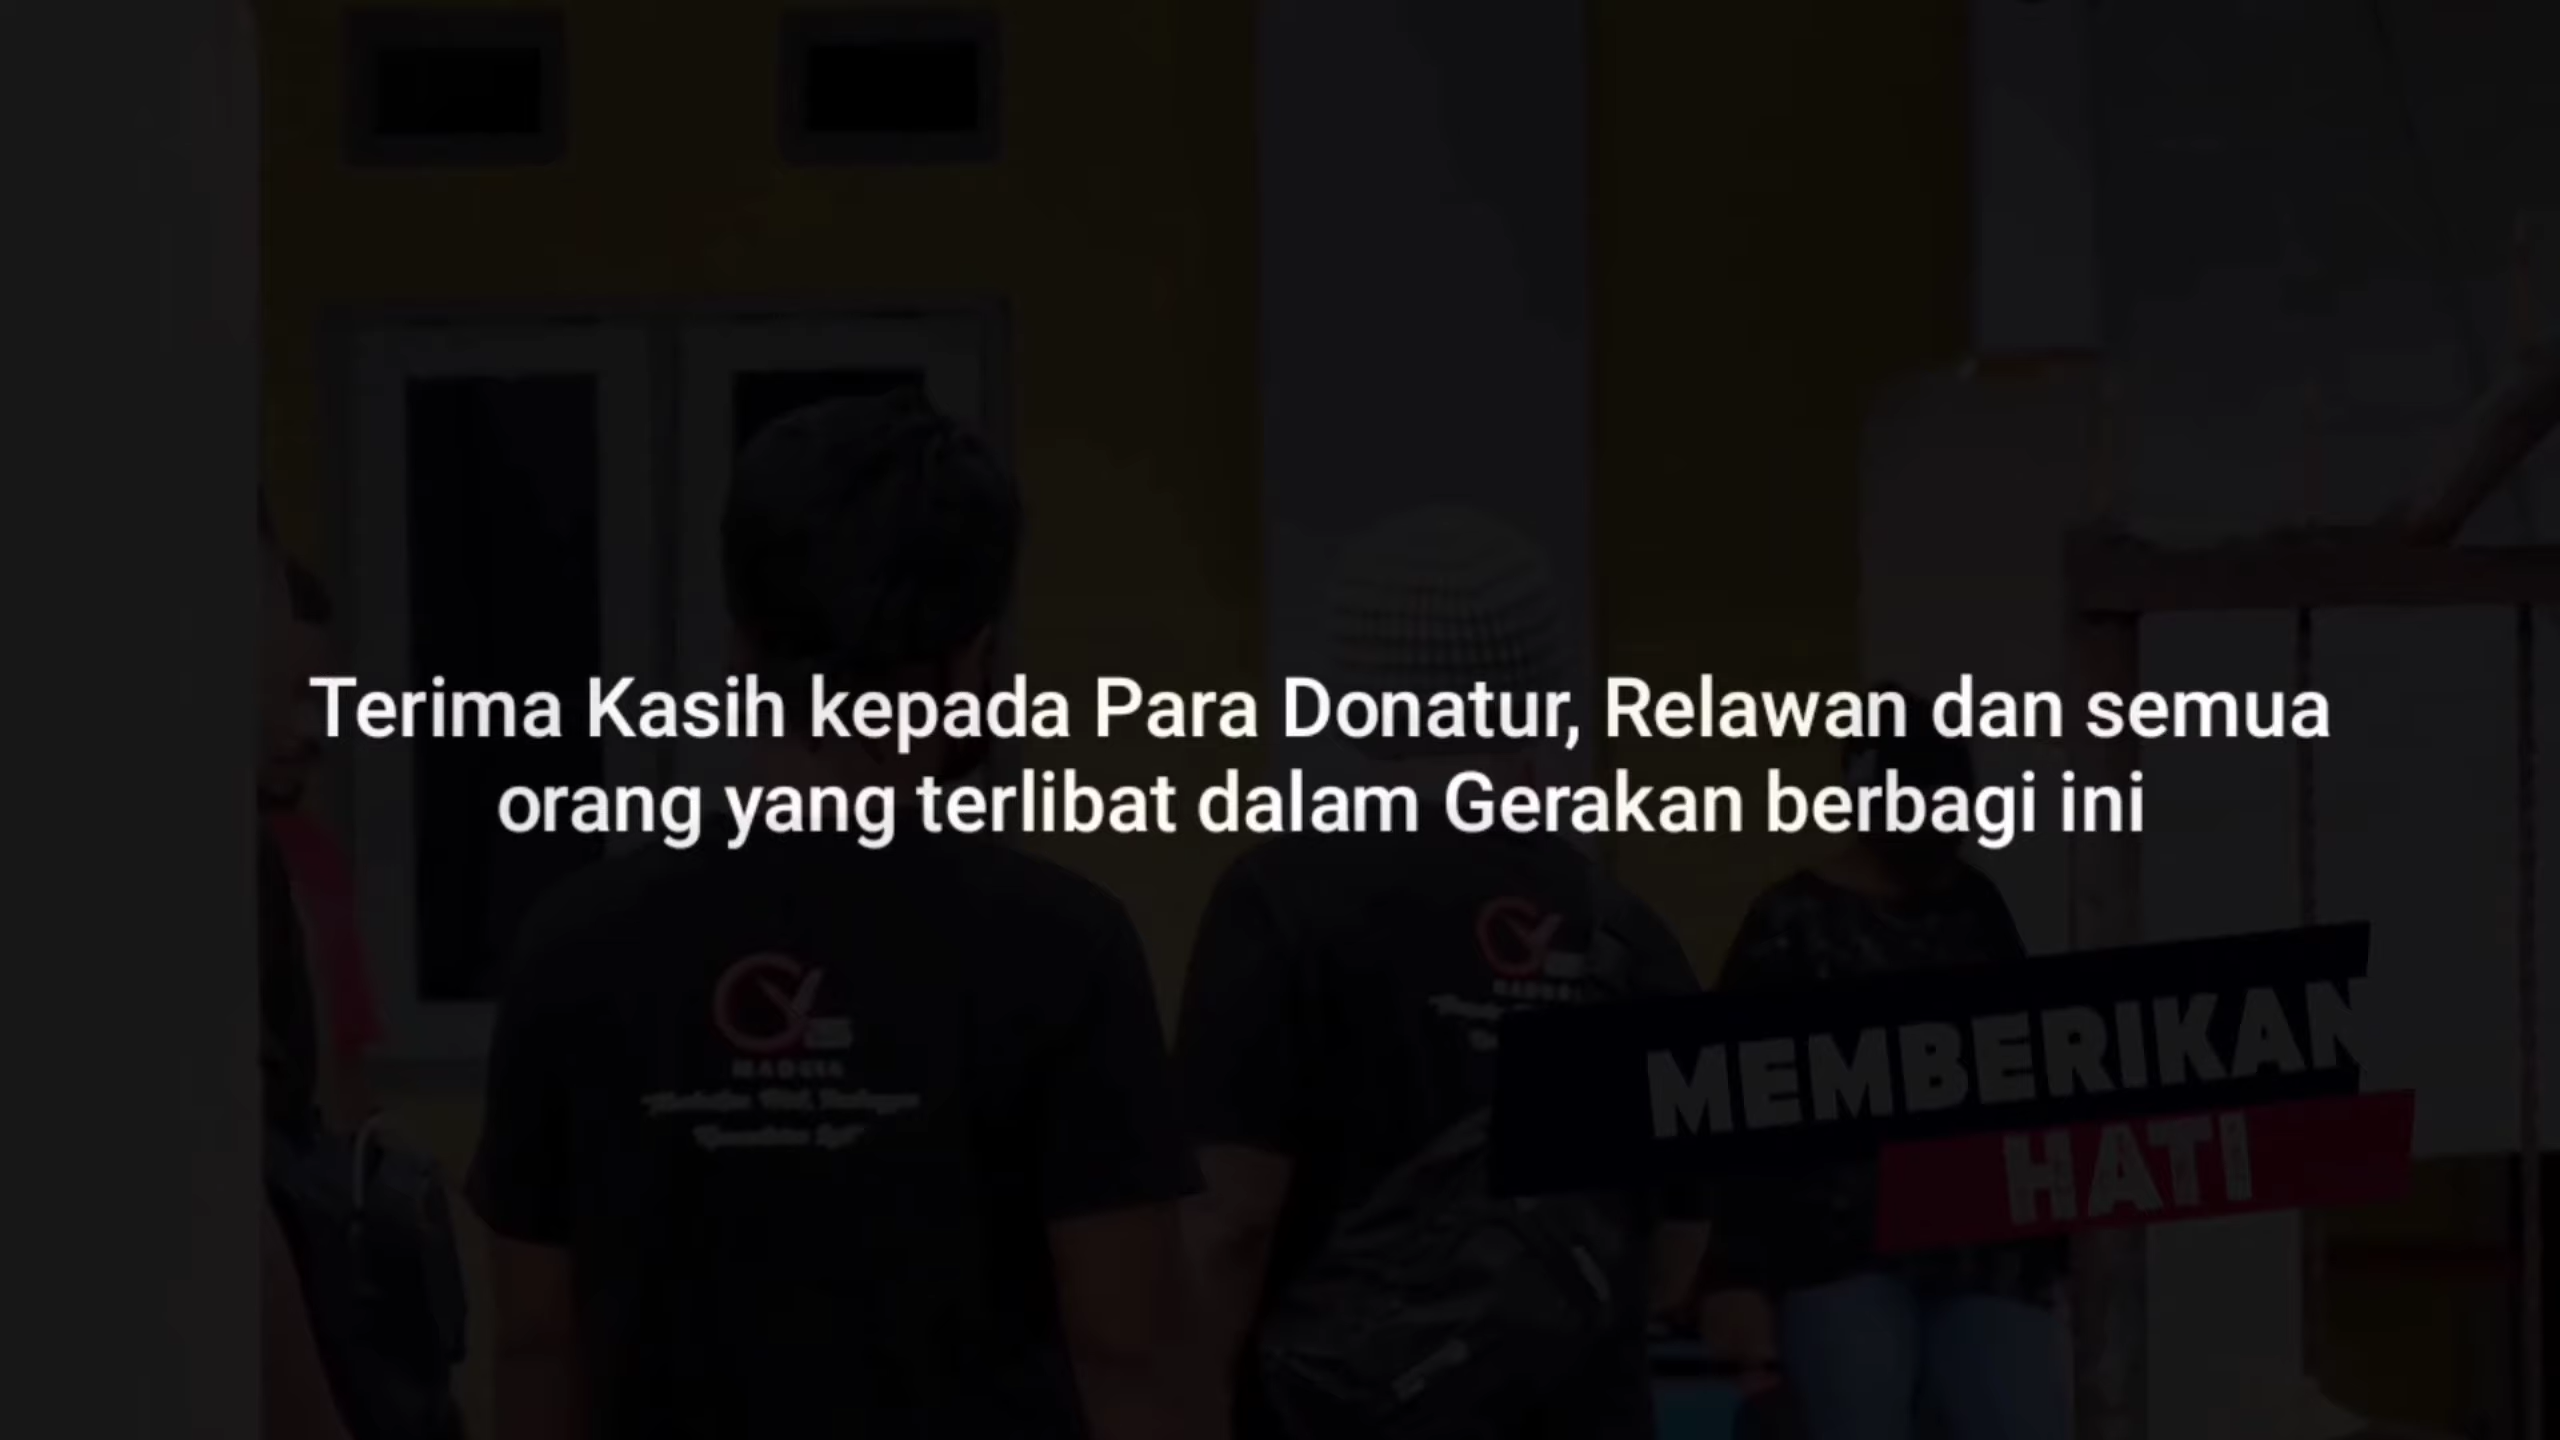 Terima Kasih kepada Para Donatur, Relawan dan semua
orang yang terlibat dalam Gerakan berbagi ini
MEMBERIKAN
HATI